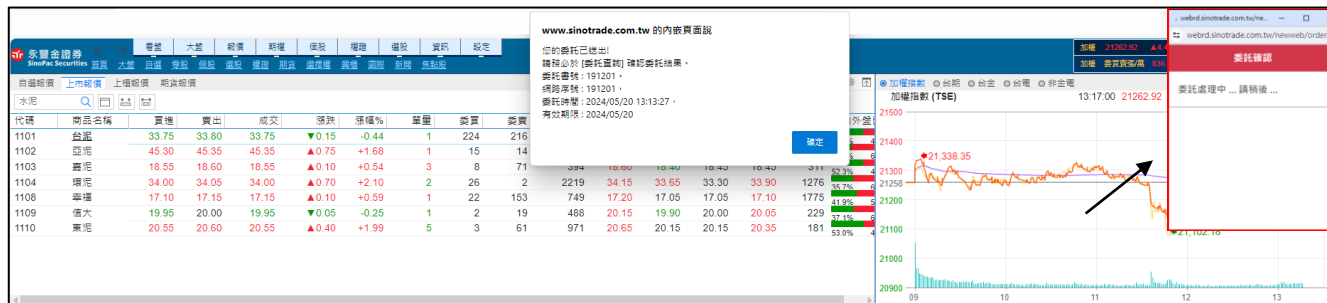 永豐金證券
SinoPac Securities
看盤 大盤 報價 期權 個股 權證 選股 資訊 設定
首頁 大盤 自選 零股 個股 選股 權證 期貨 選擇權 興櫃 國際 新聞 焦點股
加權 21262.92
加權 委賣賣張/萬 836.
自選報價 上市報價 上櫃報價 期貨報價
水泥
代碼 商品名稱 買進 賣出 成交 漲跌 漲幅% 單量 委買 委賣
1101 台泥 33.75 33.80 33.75 ▼0.15 -0.44 1 224 216
1102 亞泥 45.30 45.35 45.35 ▲0.75 +1.68 1 15 14
1103 嘉泥 18.55 18.60 18.55 ▲0.10 +0.54 3 8 71 394 18.60 18.40 18.45 18.45 311 52.3%
1104 環泥 34.00 34.05 34.00 ▲0.70 +2.10 2 26 2 2219 34.15 33.65 33.30 33.90 1276 35.7%
1108 幸福 17.10 17.15 17.15 ▲0.10 +0.59 1 22 153 749 17.20 17.05 17.05 17.10 1775 41.9%
1109 信大 19.95 20.00 19.95 ▼0.05 -0.25 1 2 19 488 20.15 19.90 20.00 20.05 229 37.1%
1110 東泥 20.55 20.60 20.55 ▲0.40 +1.99 5 3 61 971 20.65 20.15 20.15 20.35 181 53.0%
www.sinotrade.com.tw 的內嵌頁面說
您的委託已送出!
請務必於 [委託查詢] 確認委託結果，
委託書號 : 191201，
網路序號 : 191201，
委託時間 : 2024/05/20 13:13:27，
有效期限 : 2024/05/20
確定
加權指數 台期 台金 台電 非金電
加權指數 (TSE) 13:17:00 21262.92
21500
21,338.35
21300
21258
21200
21100
21,102.18
21000
20900
09 10 11 12 13
webrd.sinotrade.com.tw/ne...
webrd.sinotrade.com.tw/newweb/order
委託確認
委託處理中 ... 請稍後 ...